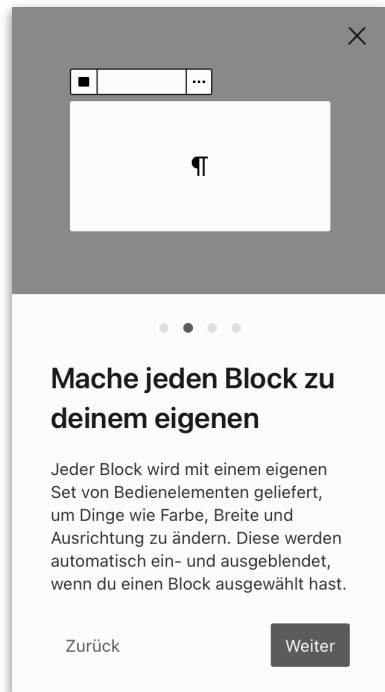 ¶
Mache jeden Block zu
deinem eigenen
Jeder Block wird mit einem eigenen
Set von Bedienelementen geliefert,
um Dinge wie Farbe, Breite und
Ausrichtung zu ändern. Diese werden
automatisch ein- und ausgeblendet,
wenn du einen Block ausgewählt hast.
Zurück
Weiter